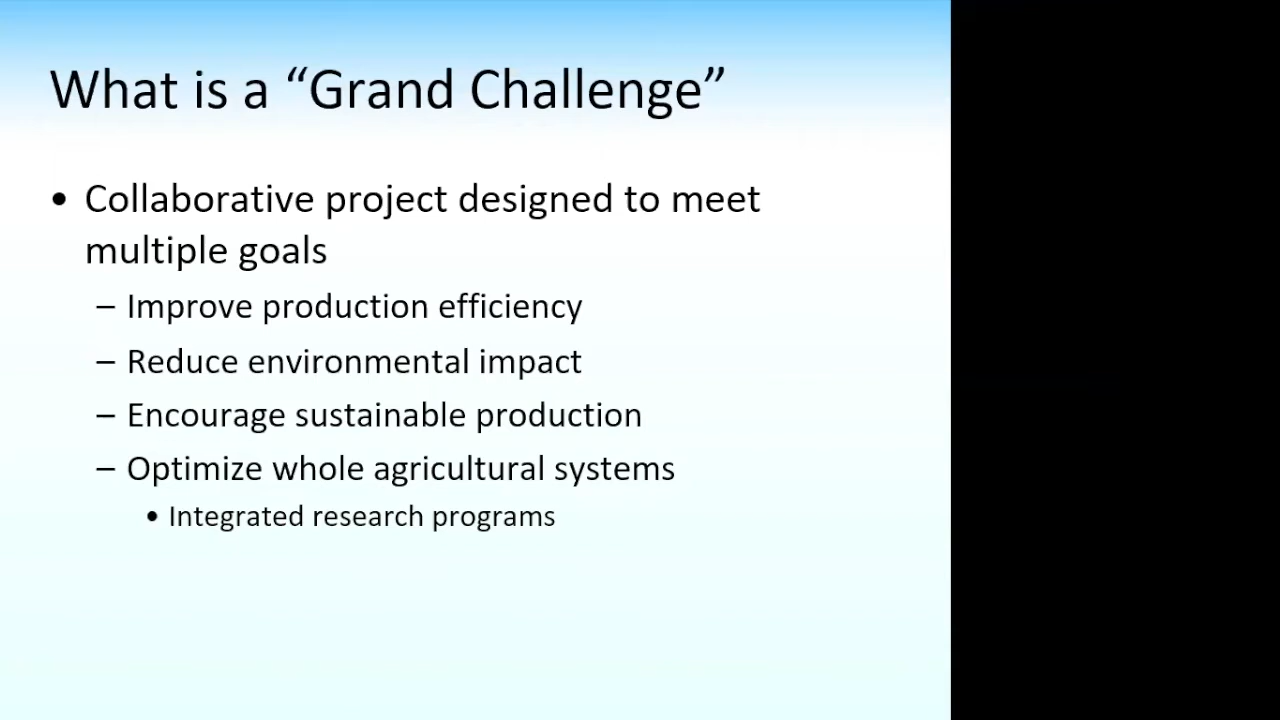 What is a “Grand Challenge”
• Collaborative project designed to meet
multiple goals
– Improve production efficiency
– Reduce environmental impact
– Encourage sustainable production
– Optimize whole agricultural systems
• Integrated research programs